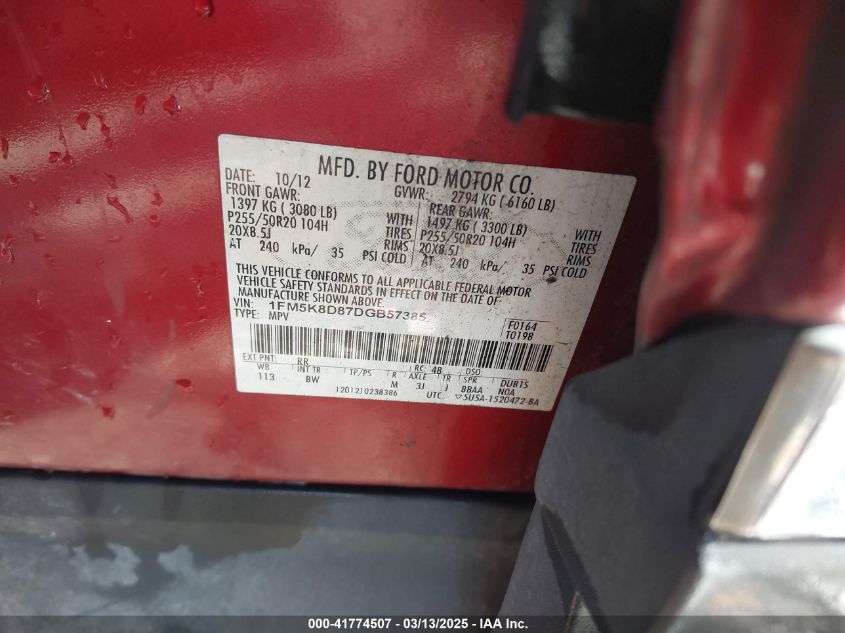 MFD. BY FORD MOTOR CO.
DATE: 10/12 GVWR: 2794 KG ( 6160 LB)
FRONT GAWR: REAR GAWR:
1397 KG ( 3080 LB) WITH 1497 KG ( 3300 LB) WITH
P255/50R20 104H TIRES P255/50R20 104H TIRES
20X8.5J RIMS 20X8.5J RIMS
AT 240 kPa/ 35 PSI COLD AT 240 kPa/ 35 PSI COLD
THIS VEHICLE CONFORMS TO ALL APPLICABLE FEDERAL MOTOR
VEHICLE SAFETY STANDARDS IN EFFECT ON THE DATE OF
MANUFACTURE SHOWN ABOVE.
VIN: 1FM5K8D87DGB57385
TYPE: MPV
F0164
T0198
EXT PNT: RR RC: 48 DSO:
WB INT TR TP/PS R AXLE TR SPR DUB1S
113 BW M 3J J BBAA N0A
12012J0238386 UTC ▽5U5A-1520472-BA
000-41774507 - 03/13/2025 - IAA Inc.